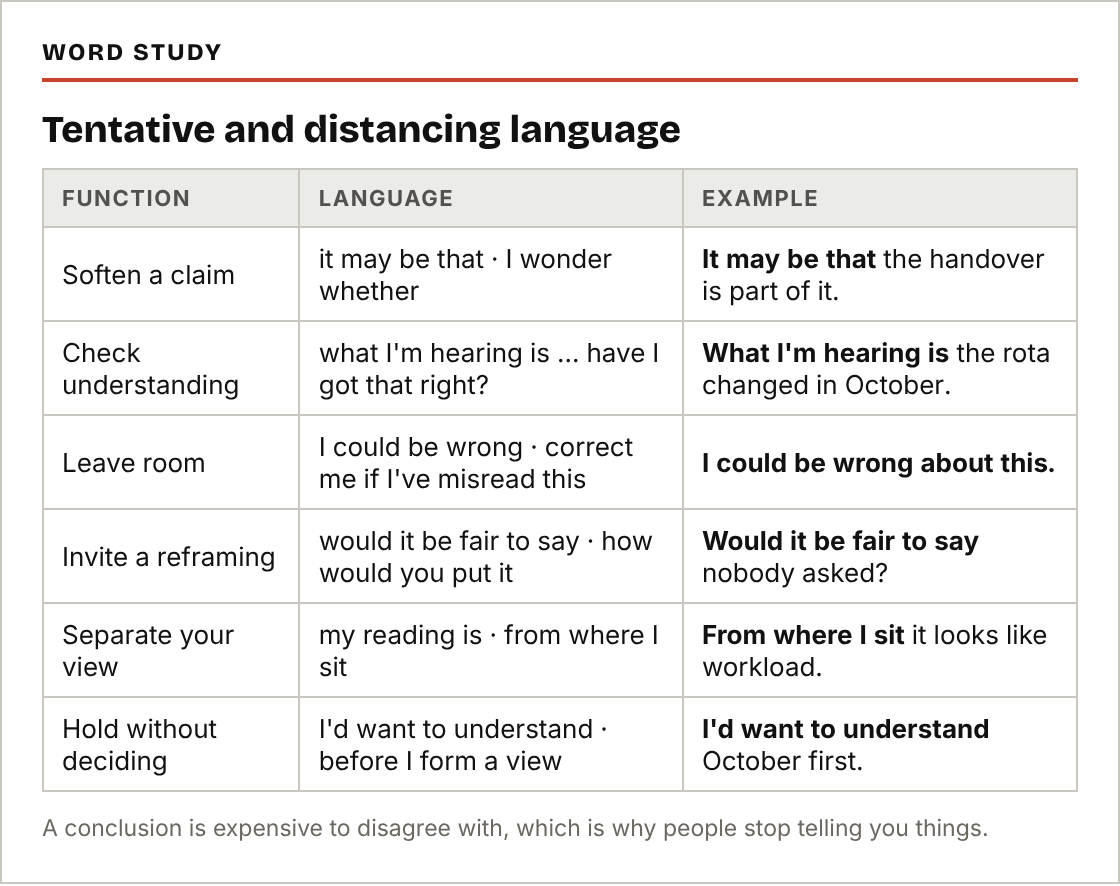 WORD STUDY
Tentative and distancing language
FUNCTION LANGUAGE EXAMPLE
Soften a claim
it may be that · I wonder
whether
It may be that the handover
is part of it.
Check
understanding
what I'm hearing is ... have I
got that right?
What I'm hearing is the rota
changed in October.
Leave room
I could be wrong · correct
me if I've misread this
I could be wrong about this.
Invite a reframing
would it be fair to say · how
would you put it
Would it be fair to say
nobody asked?
Separate your
view
my reading is · from where I
sit
From where I sit it looks like
workload.
Hold without
deciding
I'd want to understand ·
before I form a view
I'd want to understand
October first.
A conclusion is expensive to disagree with, which is why people stop telling you things.